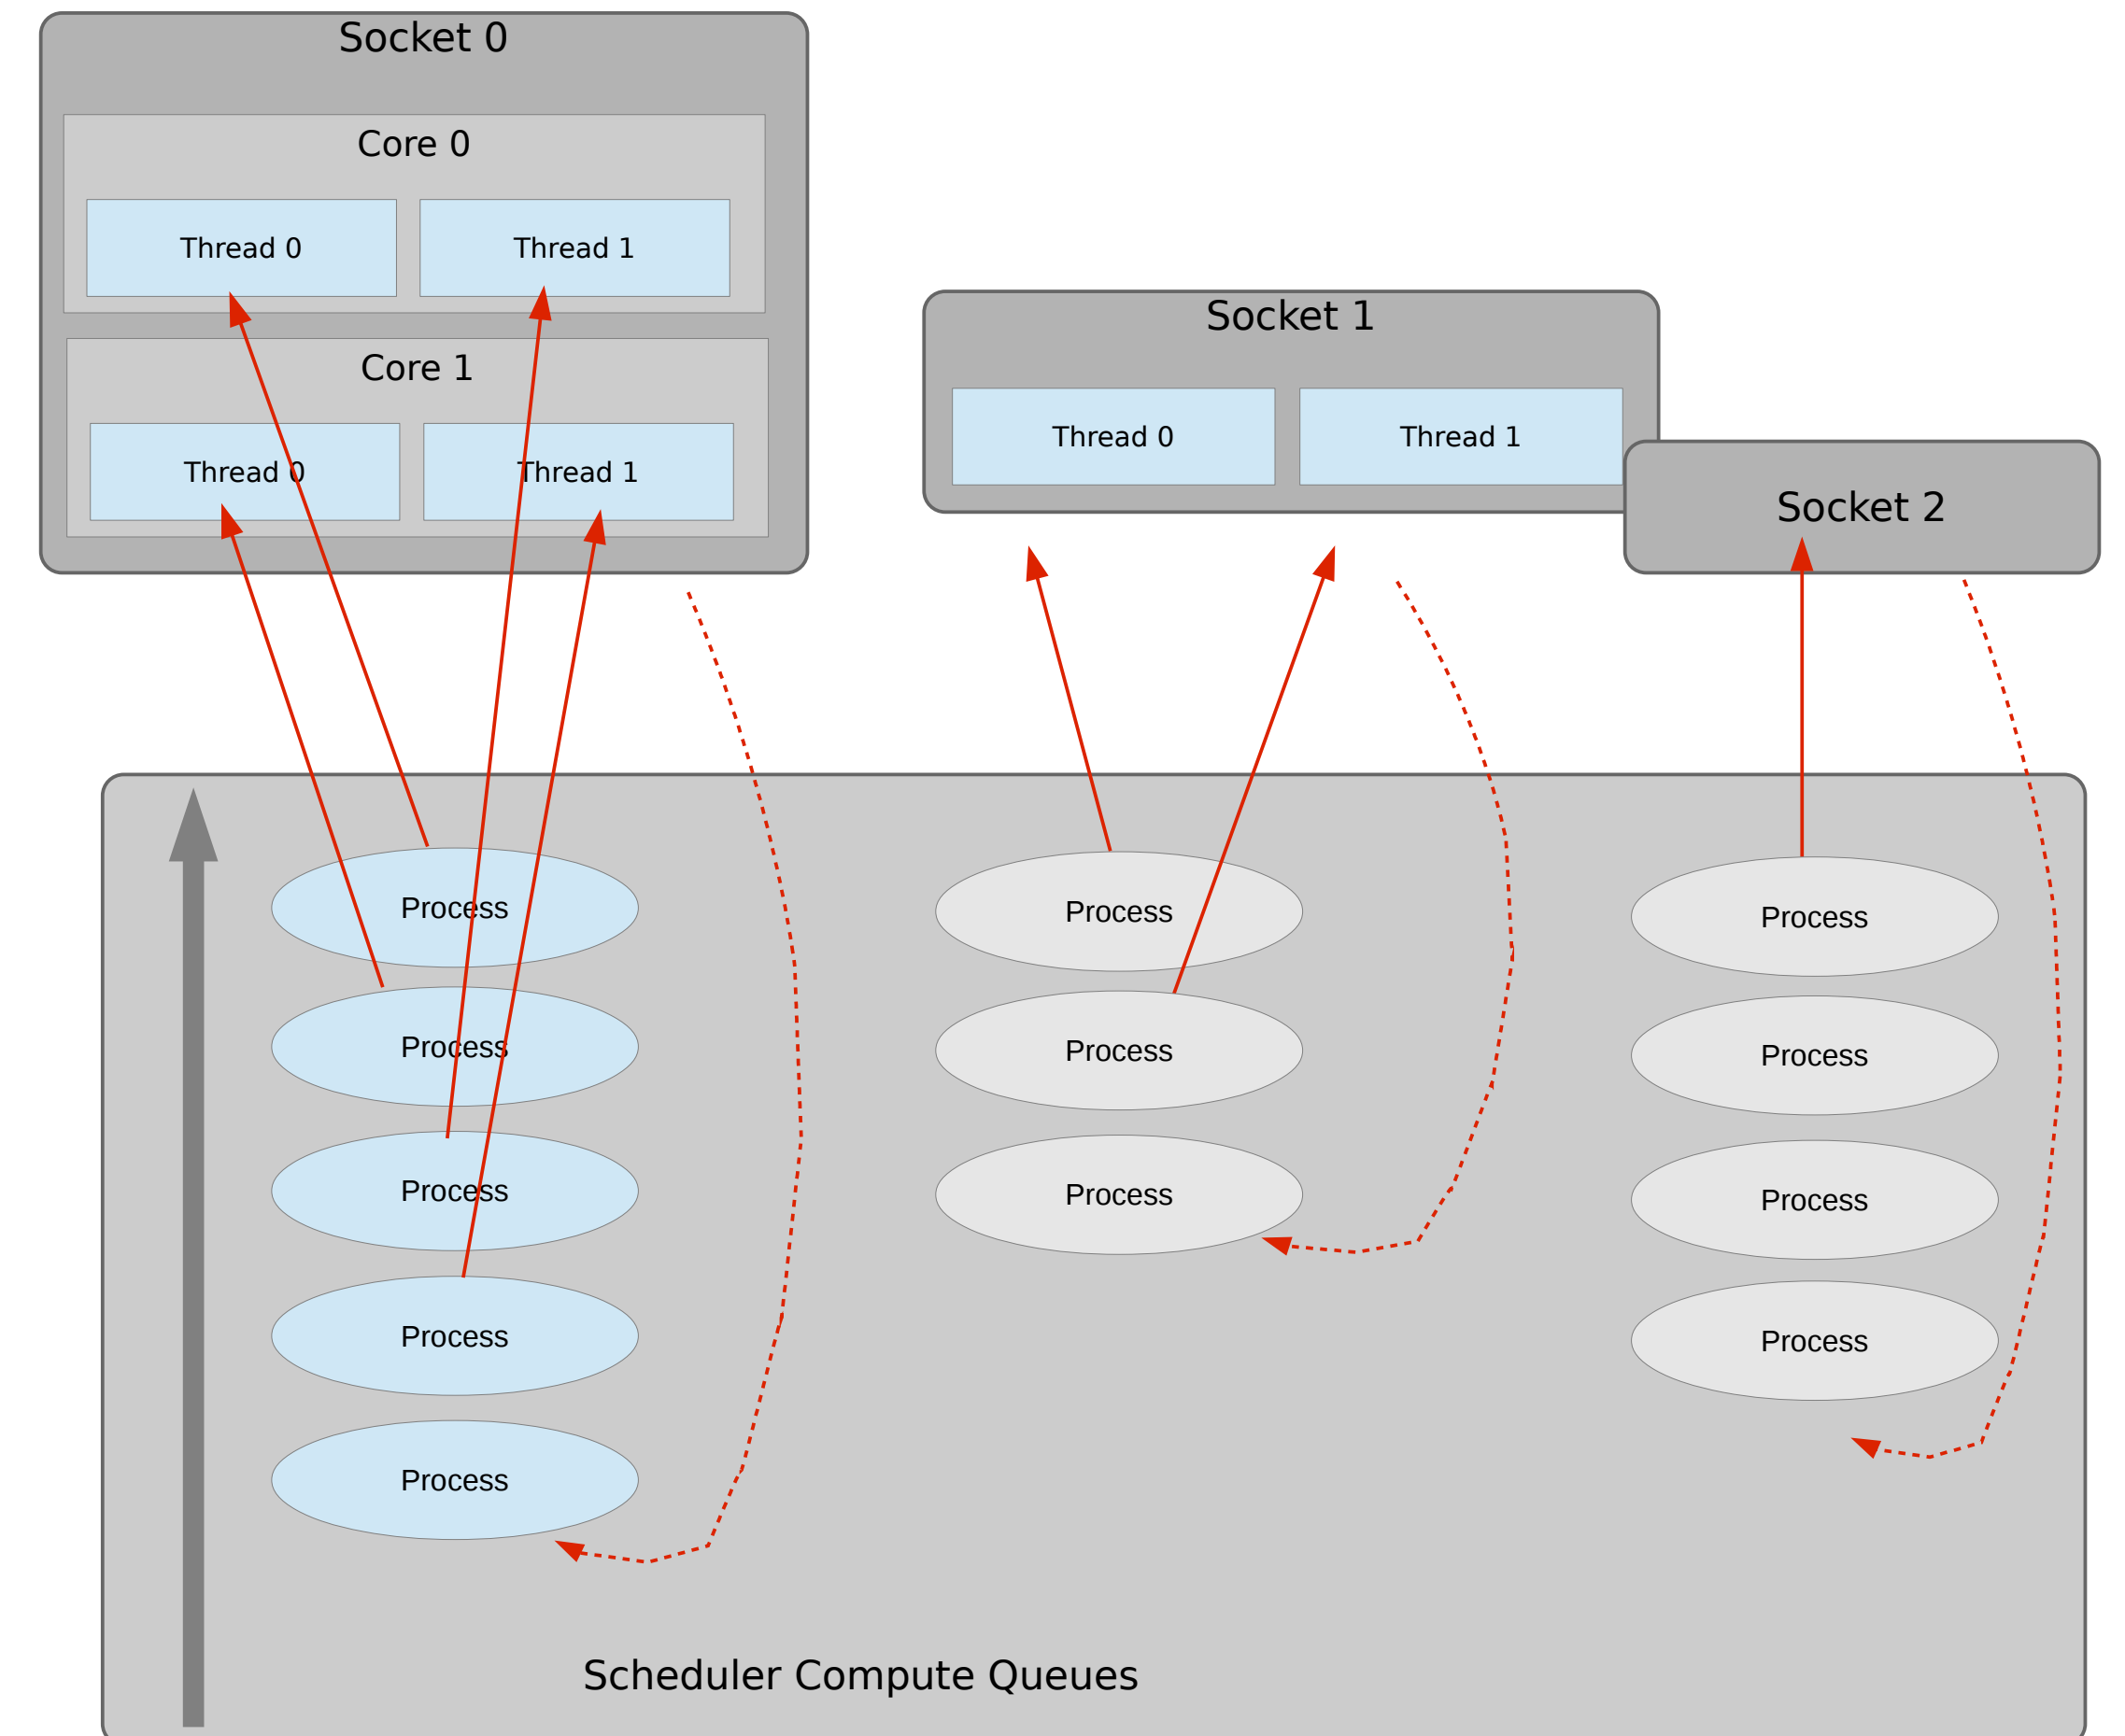 Socket 0
Core 0
Thread 0
Thread 1
Core 1
Thread 0
Thread 1
Socket 1
Thread 0
Thread 1
Socket 2
Process
Process
Process
Process
Process
Process
Process
Process
Process
Process
Process
Process
Scheduler Compute Queues